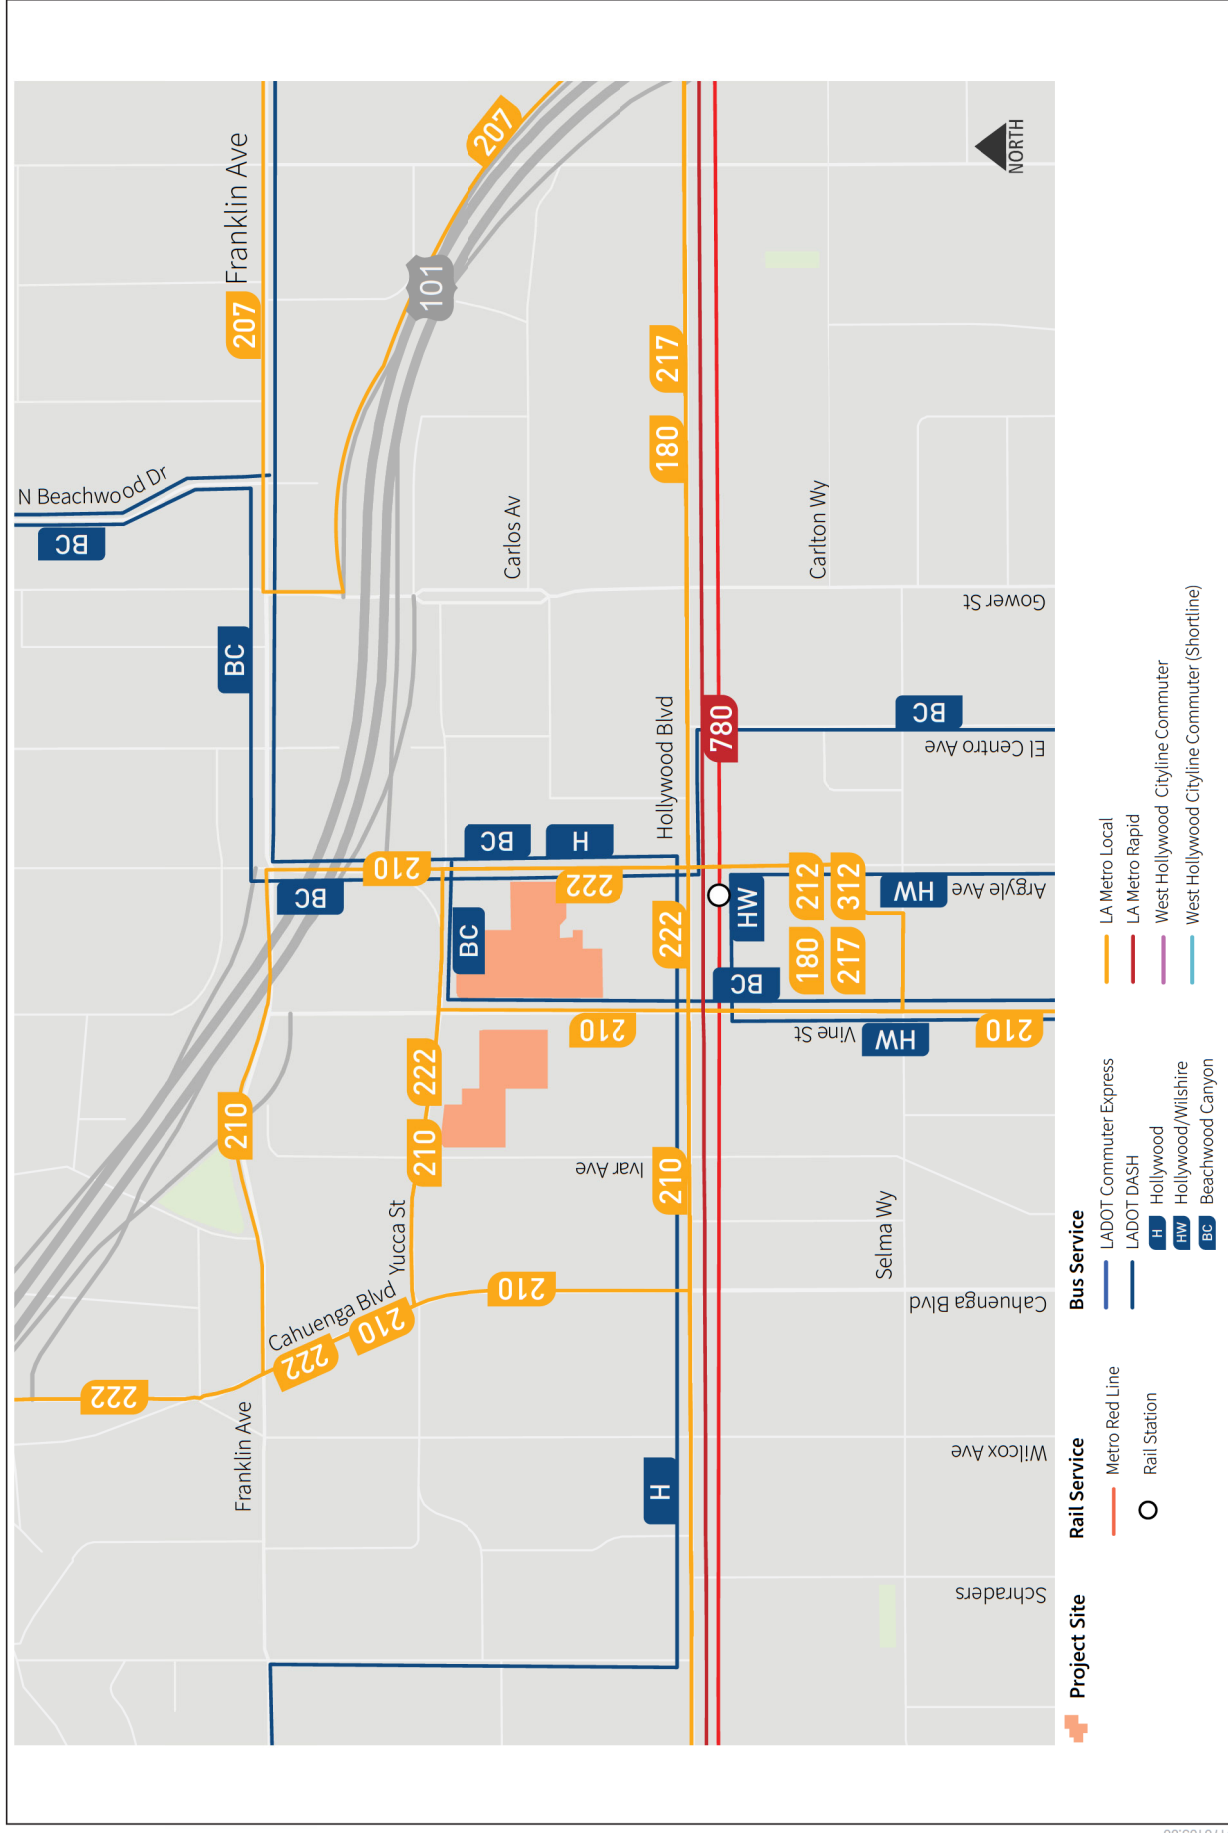 Franklin Ave
207
207
101
N Beachwood Dr
BC
BC
217
180
Carlos Av
Carlton Wy
Gower St
Hollywood Blvd
780
BC
El Centro Ave
BC
H
210
222
BC
BC
222
HW
212
312
HW
Argyle Ave
180
217
BC
210
Vine St
HW
210
222
210
210
210
Ivar Ave
Yucca St
Cahuenga Blvd
210
222
210
222
Selma Wy
Cahuenga Blvd
Franklin Ave
Wilcox Ave
H
Schraders
NORTH
Project Site
Rail Service
Metro Red Line
Rail Station
Bus Service
LADOT Commuter Express
LADOT DASH
H Hollywood
HW Hollywood/Wilshire
BC Beachwood Canyon
LA Metro Local
LA Metro Rapid
West Hollywood Cityline Commuter
West Hollywood Cityline Commuter (Shortline)